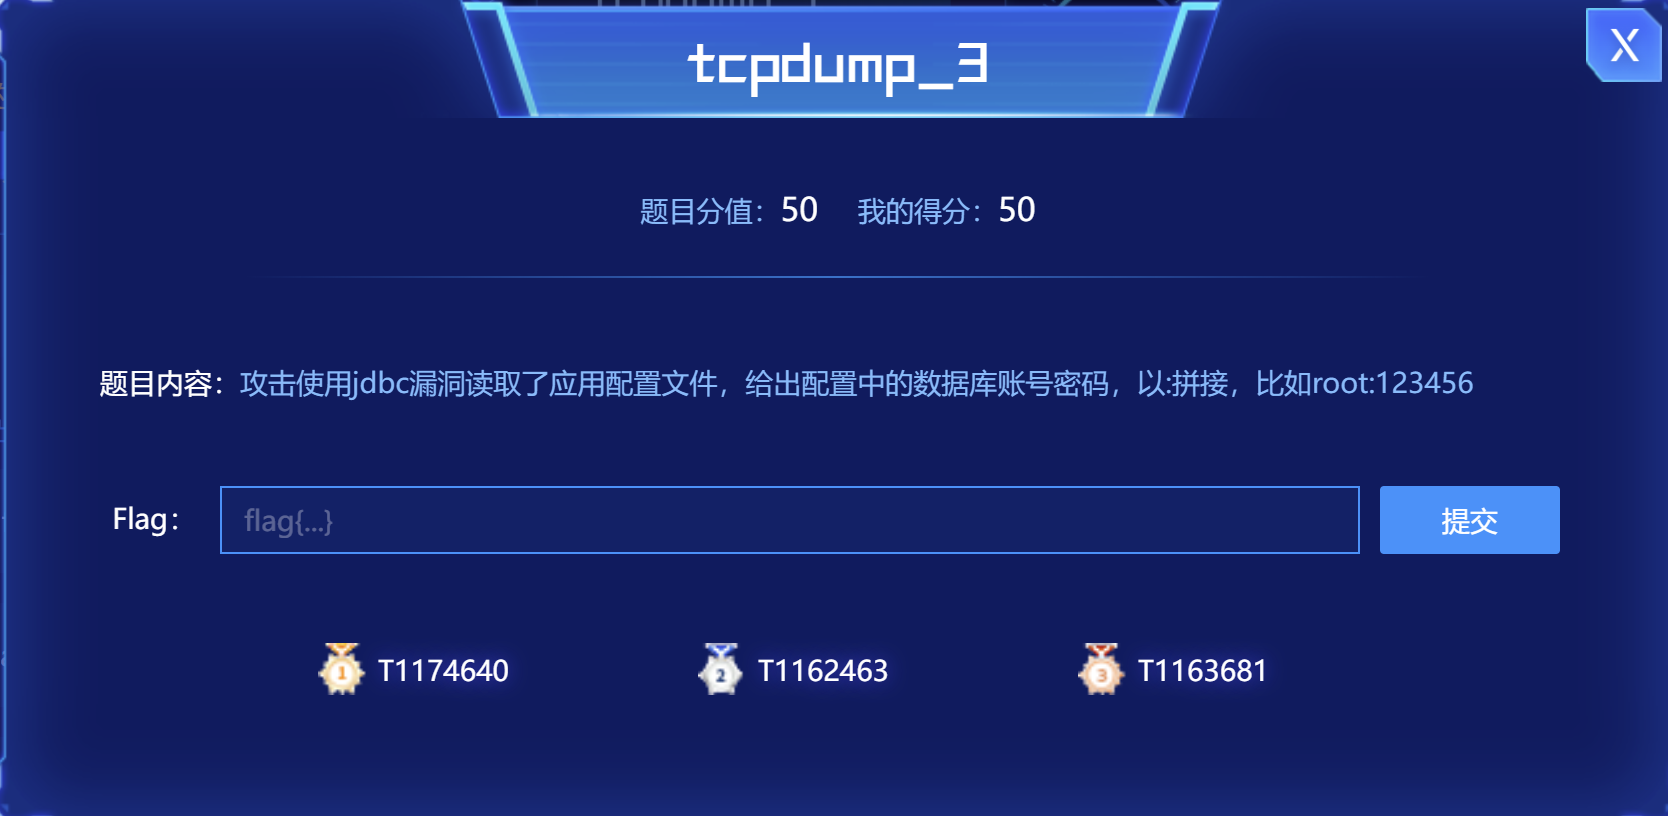 tcpdump_3
X
题目分值：50 我的得分：50
题目内容：攻击使用jdbc漏洞读取了应用配置文件，给出配置中的数据库账号密码，以:拼接，比如root:123456
Flag： flag{...} 提交
1 T1174640 2 T1162463 3 T1163681